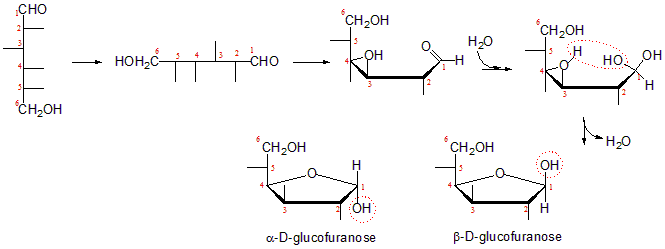 1CHO
2
3
4
5
6 CH₂OH
HOH₂C 6 5 4 3 2 1 CHO
6 CH₂OH
5
4 OH
3
2
O
1 H
H₂O
6 CH₂OH
5
4 O H
3
2
HO OH
1 H
H₂O
6 CH₂OH
5
4 O H
3
2
1
OH
α-D-glucofuranose
6 CH₂OH
5
4 O OH
3
2
1
H
β-D-glucofuranose